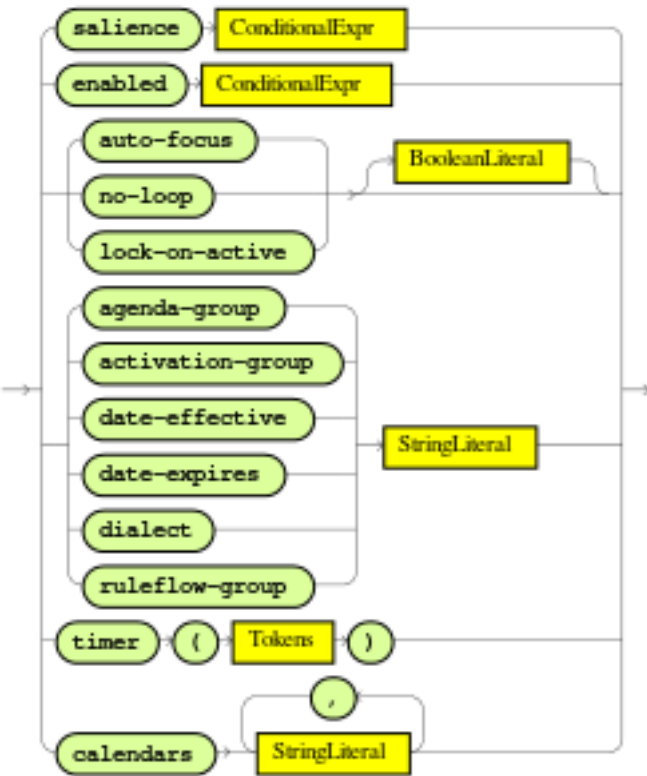 salience ConditionalExpr
enabled ConditionalExpr
auto-focus
BooleanLiteral
no-loop
lock-on-active
agenda-group
activation-group
date-effective
StringLiteral
date-expires
dialect
ruleflow-group
timer ( Tokens )
,
calendars StringLiteral